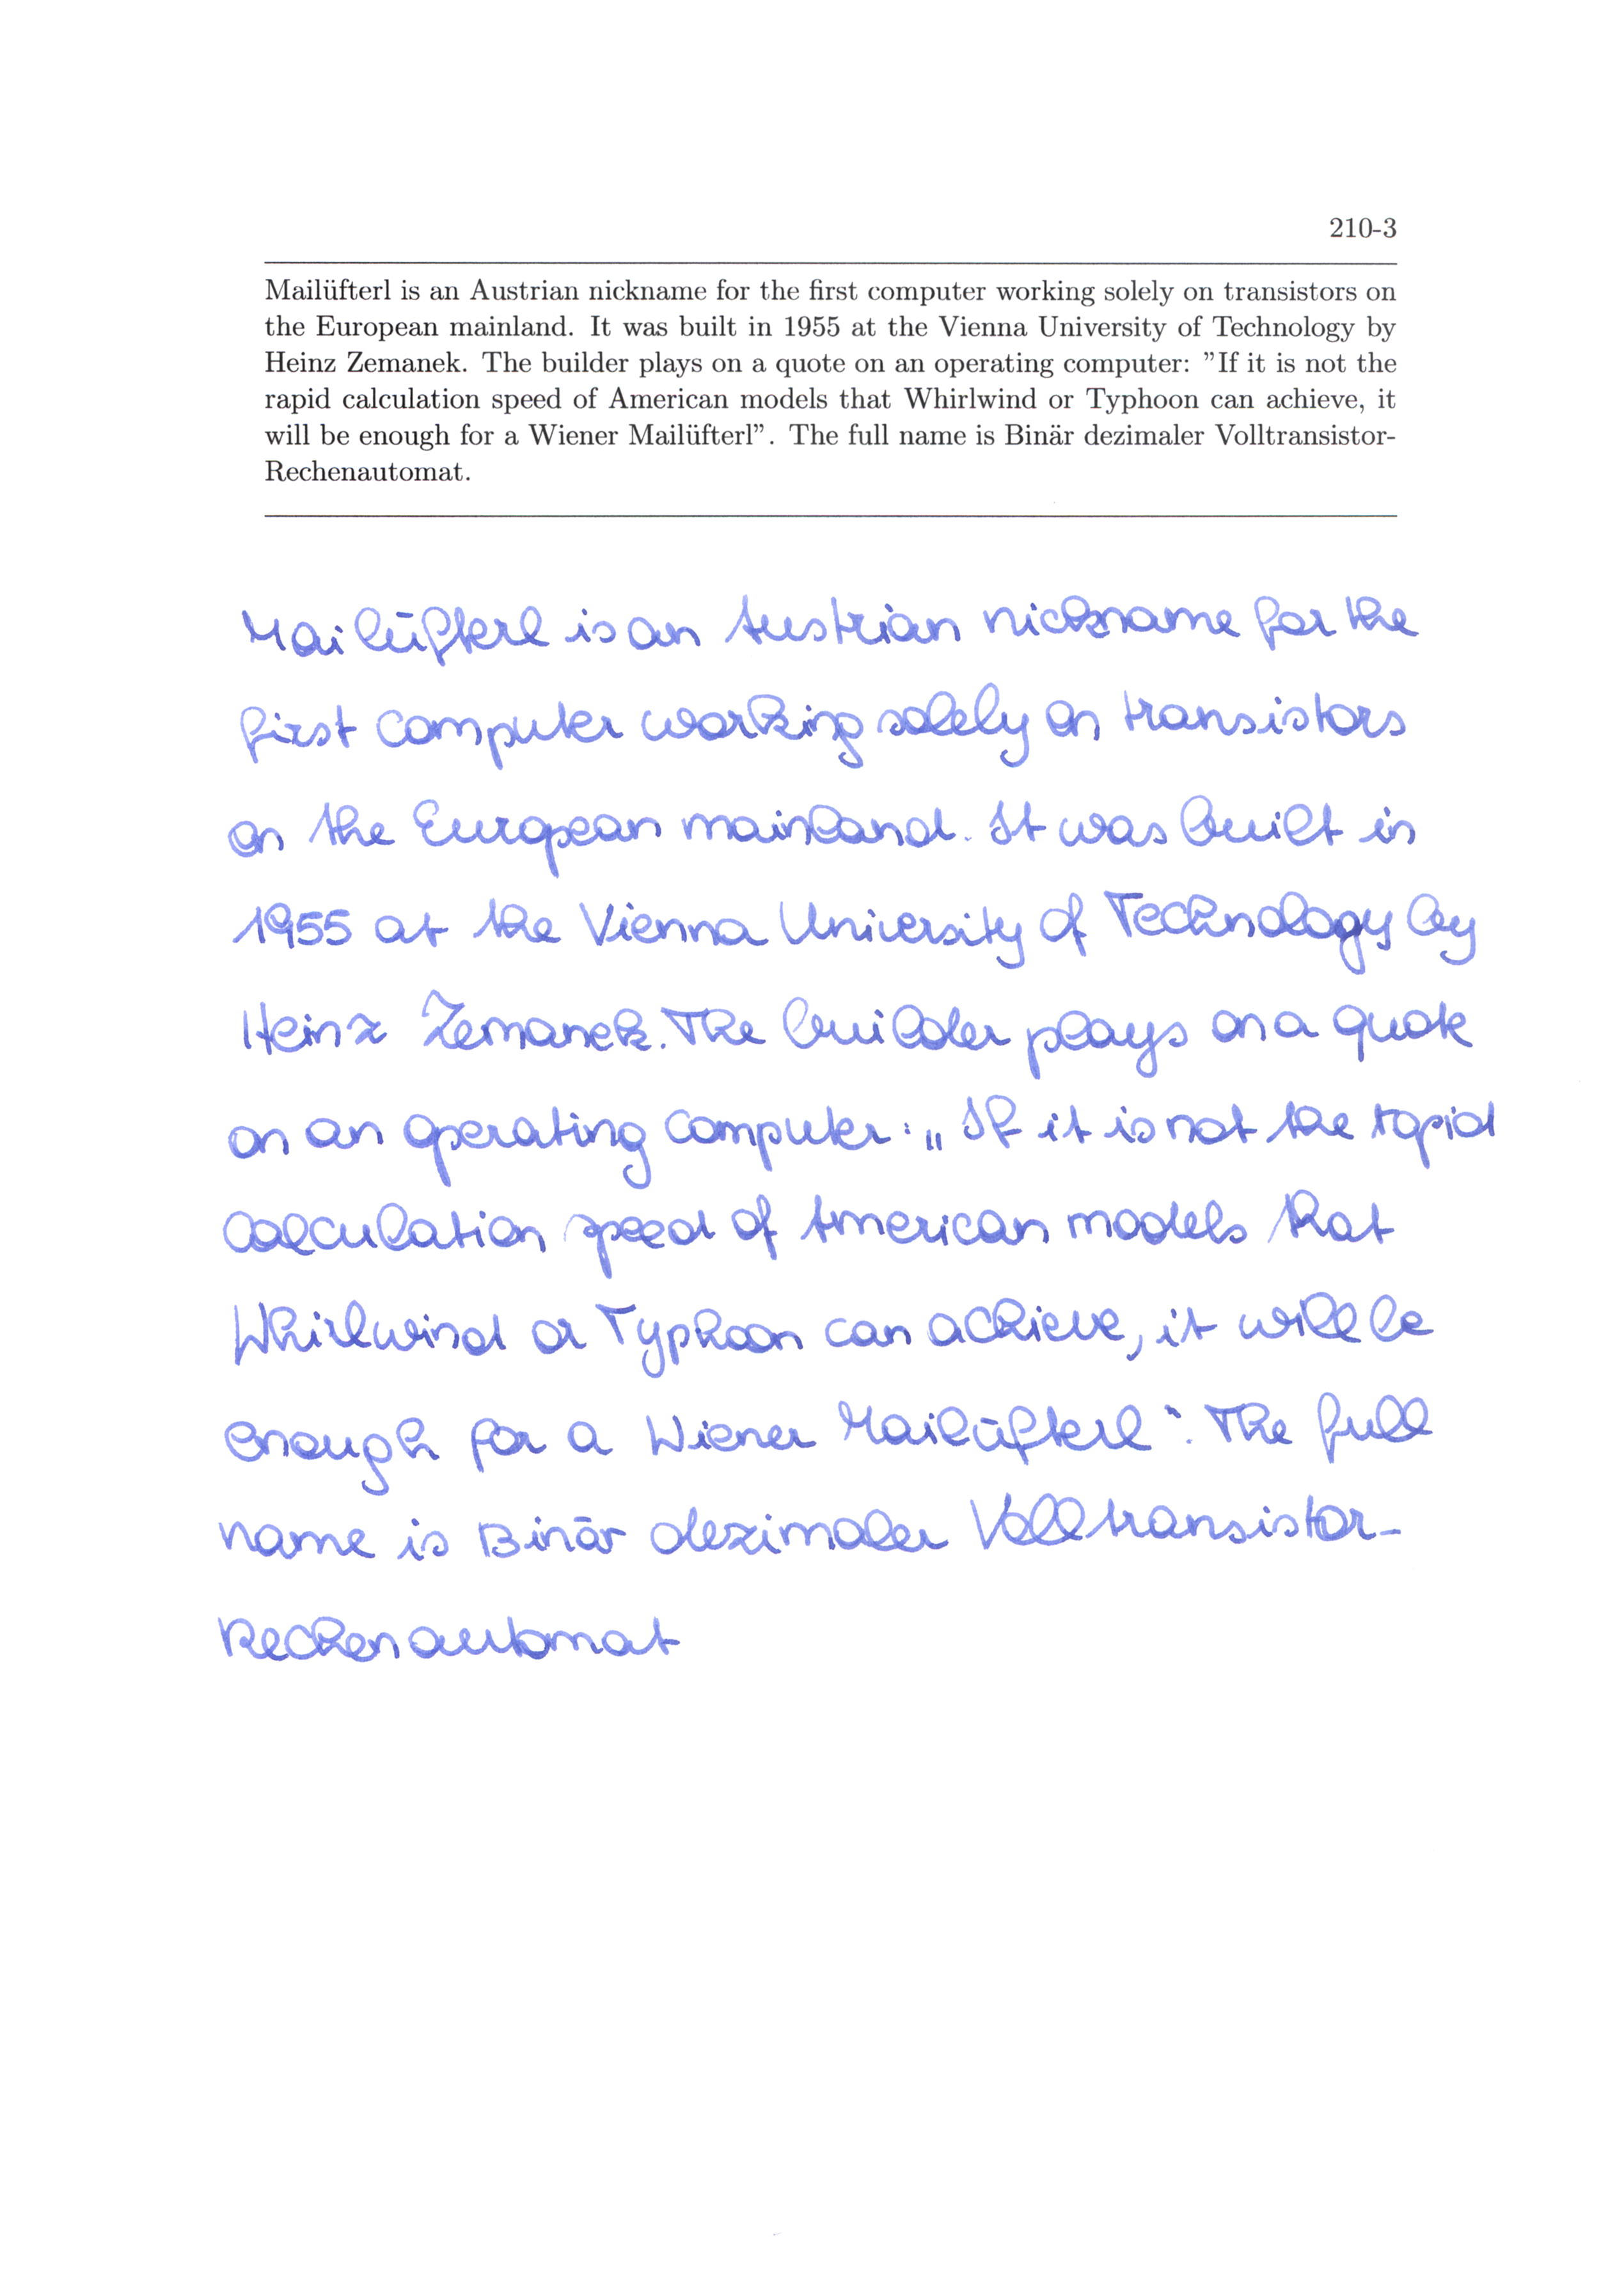 210-3
Mailüfterl is an Austrian nickname for the first computer working solely on transistors on
the European mainland. It was built in 1955 at the Vienna University of Technology by
Heinz Zemanek. The builder plays on a quote on an operating computer: ”If it is not the
rapid calculation speed of American models that Whirlwind or Typhoon can achieve, it
will be enough for a Wiener Mailüfterl”. The full name is Binär dezimaler Volltransistor-
Rechenautomat.
Mailüfterl is an Austrian nickname for the
first computer working solely on transistors
on the European mainland. It was built in
1955 at the Vienna University of Technology by
Heinz Zemanek. The builder plays on a quote
on an operating computer: „If it is not the rapid
calculation speed of American models that
Whirlwind or Typhoon can achieve, it will be
enough for a Wiener Mailüfterl“. The full
name is Binär dezimaler Volltransistor-
Rechenautomat